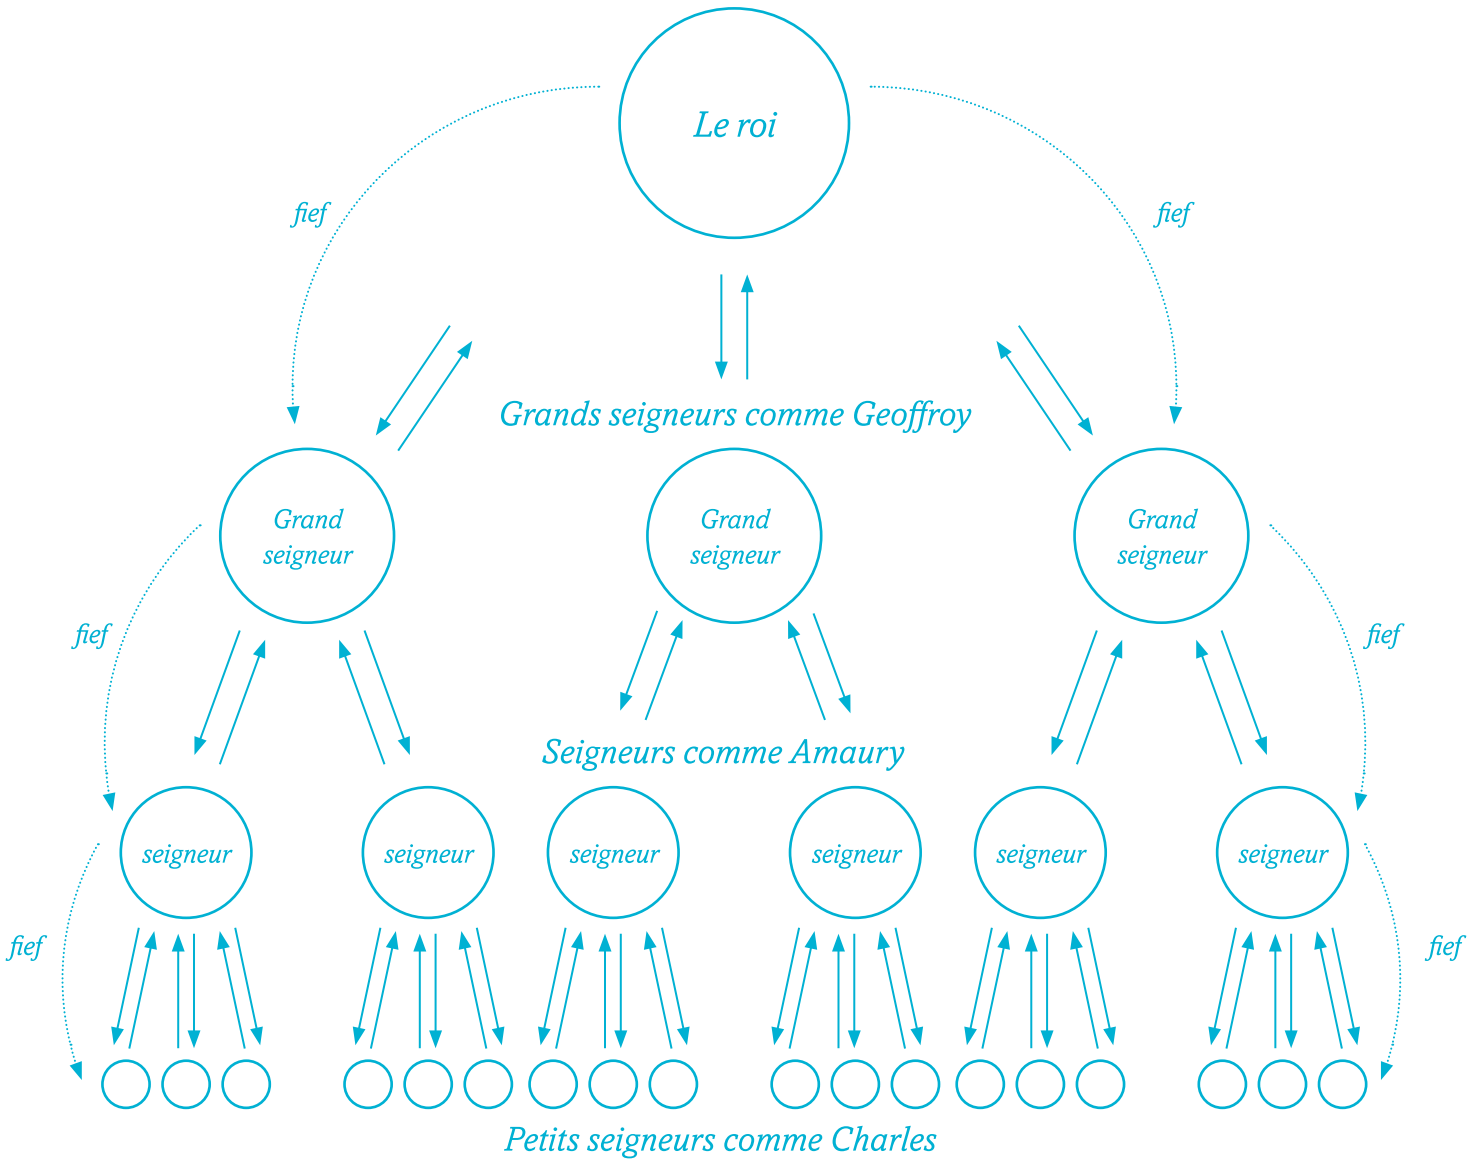 Le roi
fief
fief
Grands seigneurs comme Geoffroy
Grand
seigneur
Grand
seigneur
Grand
seigneur
fief
fief
Seigneurs comme Amaury
seigneur
seigneur
seigneur
seigneur
seigneur
seigneur
fief
fief
Petits seigneurs comme Charles